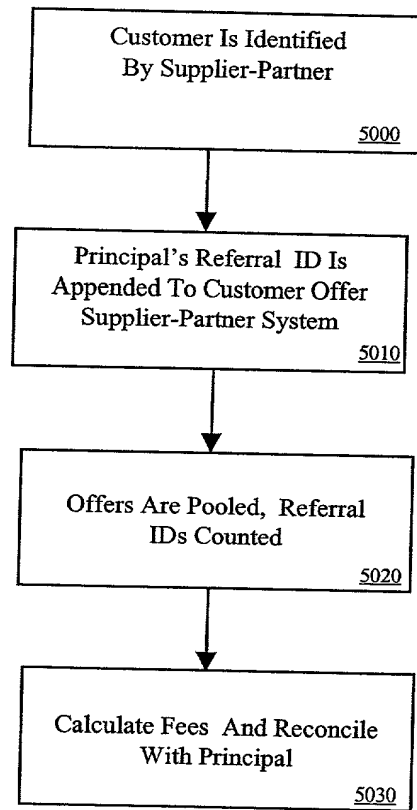 Customer Is Identified
By Supplier-Partner
5000
Principal's Referral ID Is
Appended To Customer Offer
Supplier-Partner System
5010
Offers Are Pooled, Referral
IDs Counted
5020
Calculate Fees And Reconcile
With Principal
5030